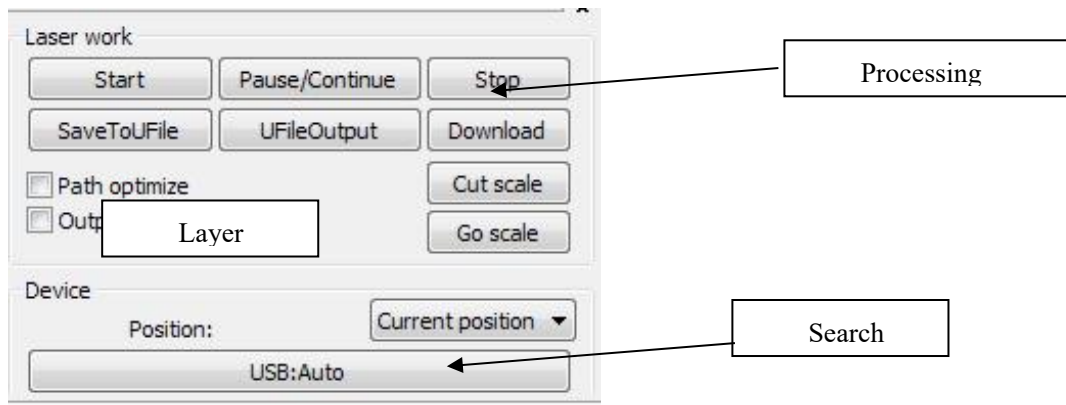 Laser work
Start Pause/Continue Stop
Processing
SaveToUFile UFileOutput Download
Path optimize Cut scale
Layer Go scale
Device
Position: Current position
Search
USB:Auto